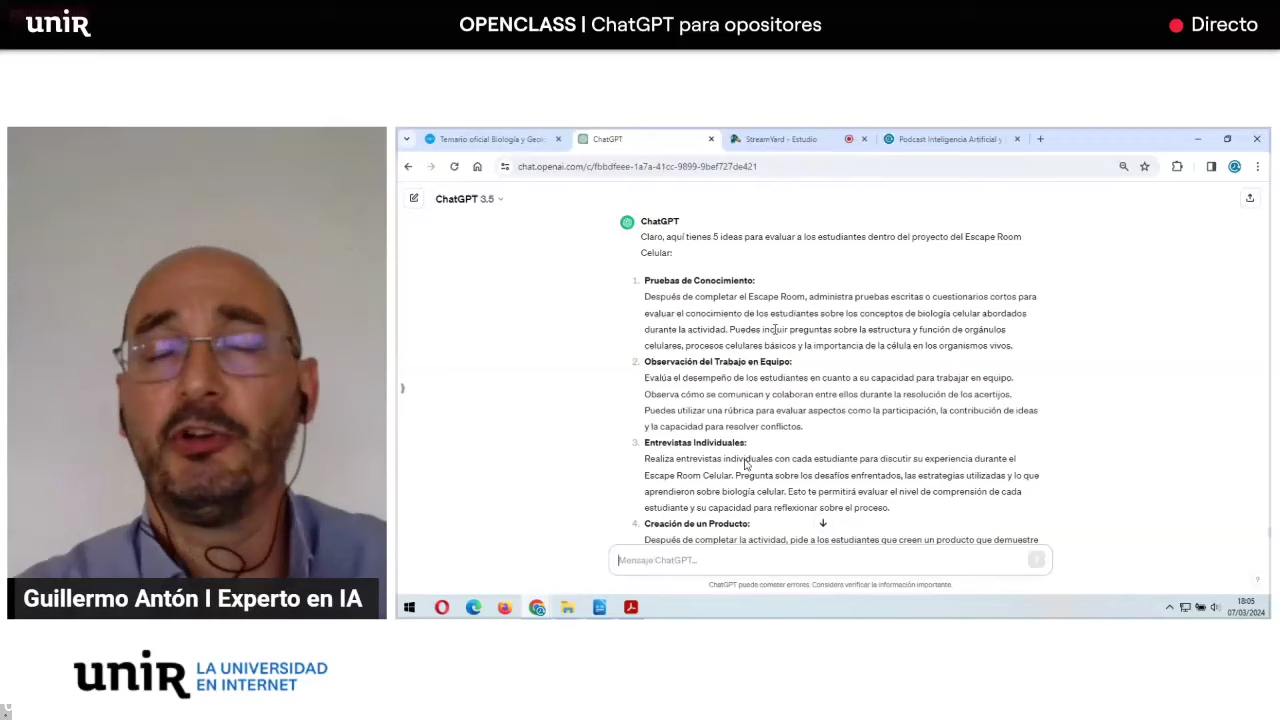 unir
OPENCLASS | ChatGPT para opositores
Directo
Temario oficial Biología y Geolo
ChatGPT
StreamYard - Estudio
Podcast Inteligencia Artificial y
chat.openai.com/c/fbbdfeee-1a7a-41cc-9899-9bef727de421
ChatGPT 3.5
ChatGPT
Claro, aquí tienes 5 ideas para evaluar a los estudiantes dentro del proyecto del Escape Room
Celular:
1. Pruebas de Conocimiento:
Después de completar el Escape Room, administra pruebas escritas o cuestionarios cortos para
evaluar el conocimiento de los estudiantes sobre los conceptos de biología celular abordados
durante la actividad. Puedes incluir preguntas sobre la estructura y función de orgánulos
celulares, procesos celulares básicos y la importancia de la célula en los organismos vivos.
2. Observación del Trabajo en Equipo:
Evalúa el desempeño de los estudiantes en cuanto a su capacidad para trabajar en equipo.
Observa cómo se comunican y colaboran entre ellos durante la resolución de los acertijos.
Puedes utilizar una rúbrica para evaluar aspectos como la participación, la contribución de ideas
y la capacidad para resolver conflictos.
3. Entrevistas Individuales:
Realiza entrevistas individuales con cada estudiante para discutir su experiencia durante el
Escape Room Celular. Pregunta sobre los desafíos enfrentados, las estrategias utilizadas y lo que
aprendieron sobre biología celular. Esto te permitirá evaluar el nivel de comprensión de cada
estudiante y su capacidad para reflexionar sobre el proceso.
4. Creación de un Producto:
Después de completar la actividad, pide a los estudiantes que creen un producto que demuestre
Mensaje ChatGPT...
ChatGPT puede cometer errores. Considera verificar la información importante.
?
18:05
07/03/2024
Guillermo Antón I Experto en IA
unir LA UNIVERSIDAD
EN INTERNET